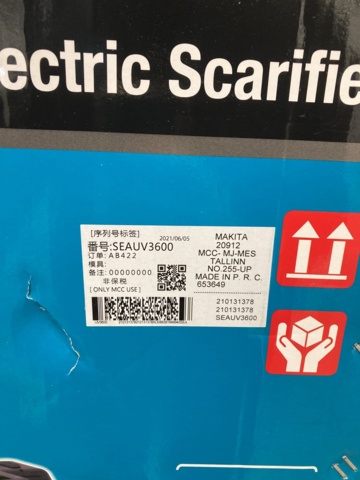 ectric Scarifie
[序列号标签]
2021/06/05
番号:SEAUV3600
订单: AB422
模具:
备注: 00000000
非保税
[ ONLY MCC USE ]
UV3600
MAKITA
20912
MCC- MJ-MES
TALLINN
NO.255-UP
MADE IN P. R. C.
653649
210131378
210131378
SEAUV3600